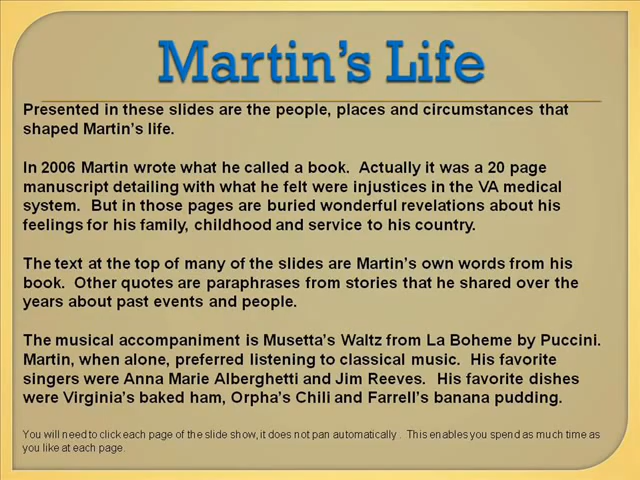 Martin's Life
Presented in these slides are the people, places and circumstances that
shaped Martin's life.
In 2006 Martin wrote what he called a book.  Actually it was a 20 page
manuscript detailing with what he felt were injustices in the VA medical
system.  But in those pages are buried wonderful revelations about his
feelings for his family, childhood and service to his country.
The text at the top of many of the slides are Martin's own words from his
book.  Other quotes are paraphrases from stories that he shared over the
years about past events and people.
The musical accompaniment is Musetta's Waltz from La Boheme by Puccini.
Martin, when alone, preferred listening to classical music.  His favorite
singers were Anna Marie Alberghetti and Jim Reeves.  His favorite dishes
were Virginia's baked ham, Orpha's Chili and Farrell's banana pudding.
You will need to click each page of the slide show, it does not pan automatically .  This enables you spend as much time as
you like at each page.